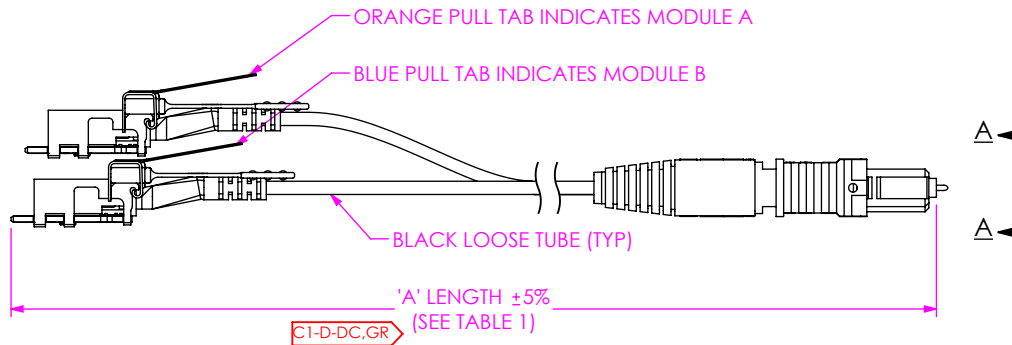 ORANGE PULL TAB INDICATES MODULE A
BLUE PULL TAB INDICATES MODULE B
A
A
BLACK LOOSE TUBE (TYP)
'A' LENGTH ±5%
(SEE TABLE 1)
C1-D-DC,GR